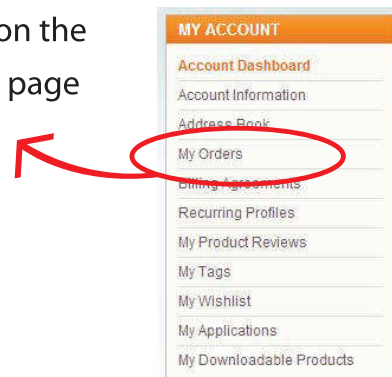 on the
page
MY ACCOUNT
Account Dashboard
Account Information
Address Book
My Orders
Billing Agreements
Recurring Profiles
My Product Reviews
My Tags
My Wishlist
My Applications
My Downloadable Products